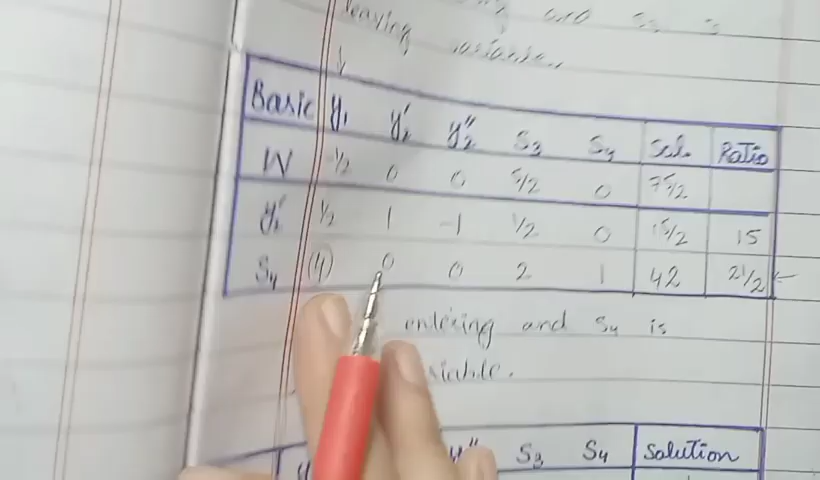 leaving variable.
Basic y₁ y₂' y₂'' S₃ S₄ Sol. Ratio
W ½ 0 0 5/2 0 75/2
½ 1 -1 ½ 0 15/2 15
S₄ (4) 0 0 2 1 42 21/2
entering and S₄ is
y₂'' S₃ S₄ Solution